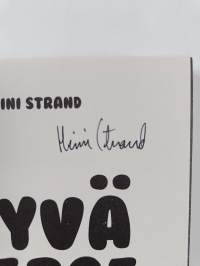 INI STRAND
Heini Strand
YVÄ